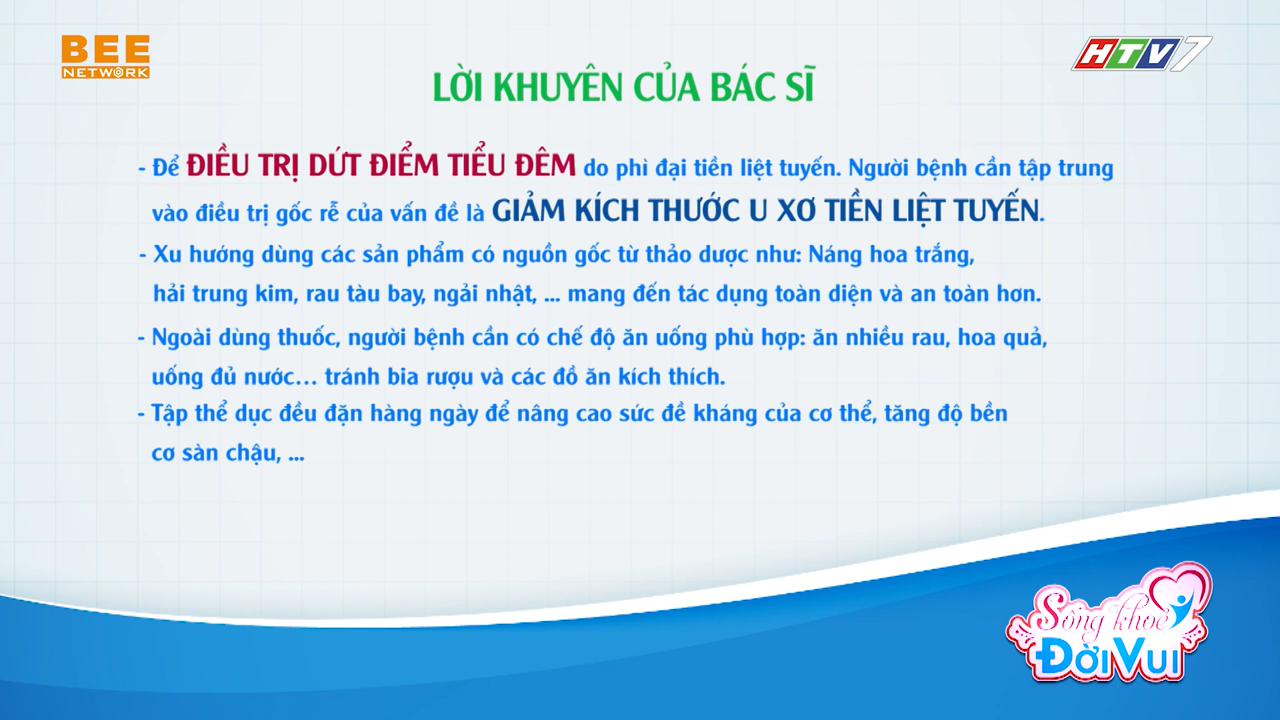 BEE
NETWORK
HTV7
LỜI KHUYÊN CỦA BÁC SĨ
- Để ĐIỀU TRỊ DỨT ĐIỂM TIỂU ĐÊM do phì đại tiền liệt tuyến. Người bệnh cần tập trung
vào điều trị gốc rễ của vấn đề là GIẢM KÍCH THƯỚC U XƠ TIỀN LIỆT TUYẾN.
- Xu hướng dùng các sản phẩm có nguồn gốc từ thảo dược như: Náng hoa trắng,
hải trung kim, rau tàu bay, ngải nhật, ... mang đến tác dụng toàn diện và an toàn hơn.
- Ngoài dùng thuốc, người bệnh cần có chế độ ăn uống phù hợp: ăn nhiều rau, hoa quả,
uống đủ nước... tránh bia rượu và các đồ ăn kích thích.
- Tập thể dục đều đặn hàng ngày để nâng cao sức đề kháng của cơ thể, tăng độ bền
cơ sàn chậu, ...
Sống khoẻ
ĐờiVui